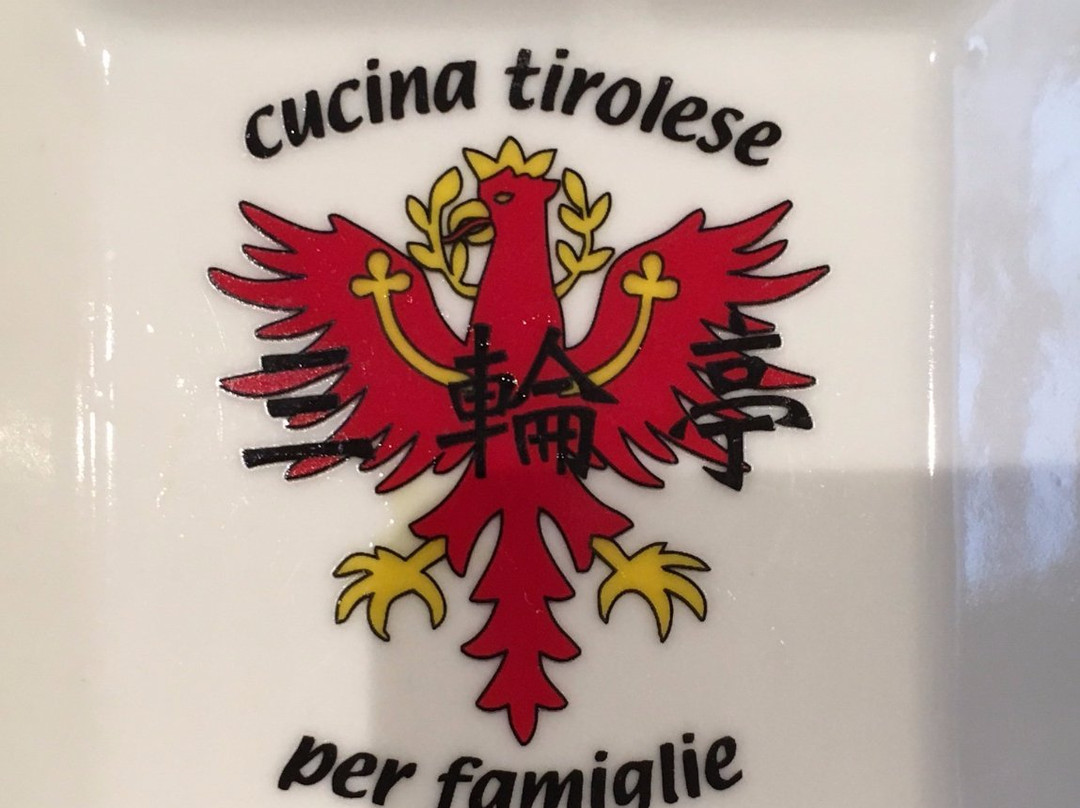 cucina tirolese
三輪亭
per famiglie